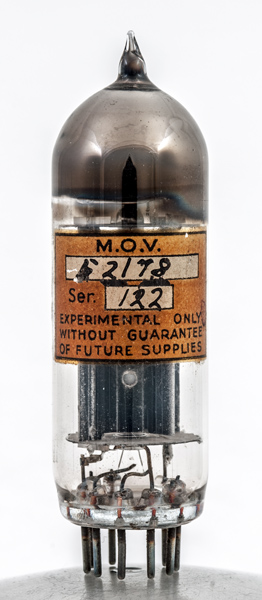 M.O.V.
E2178
Ser. 122
EXPERIMENTAL ONLY
WITHOUT GUARANTEE
OF FUTURE SUPPLIES